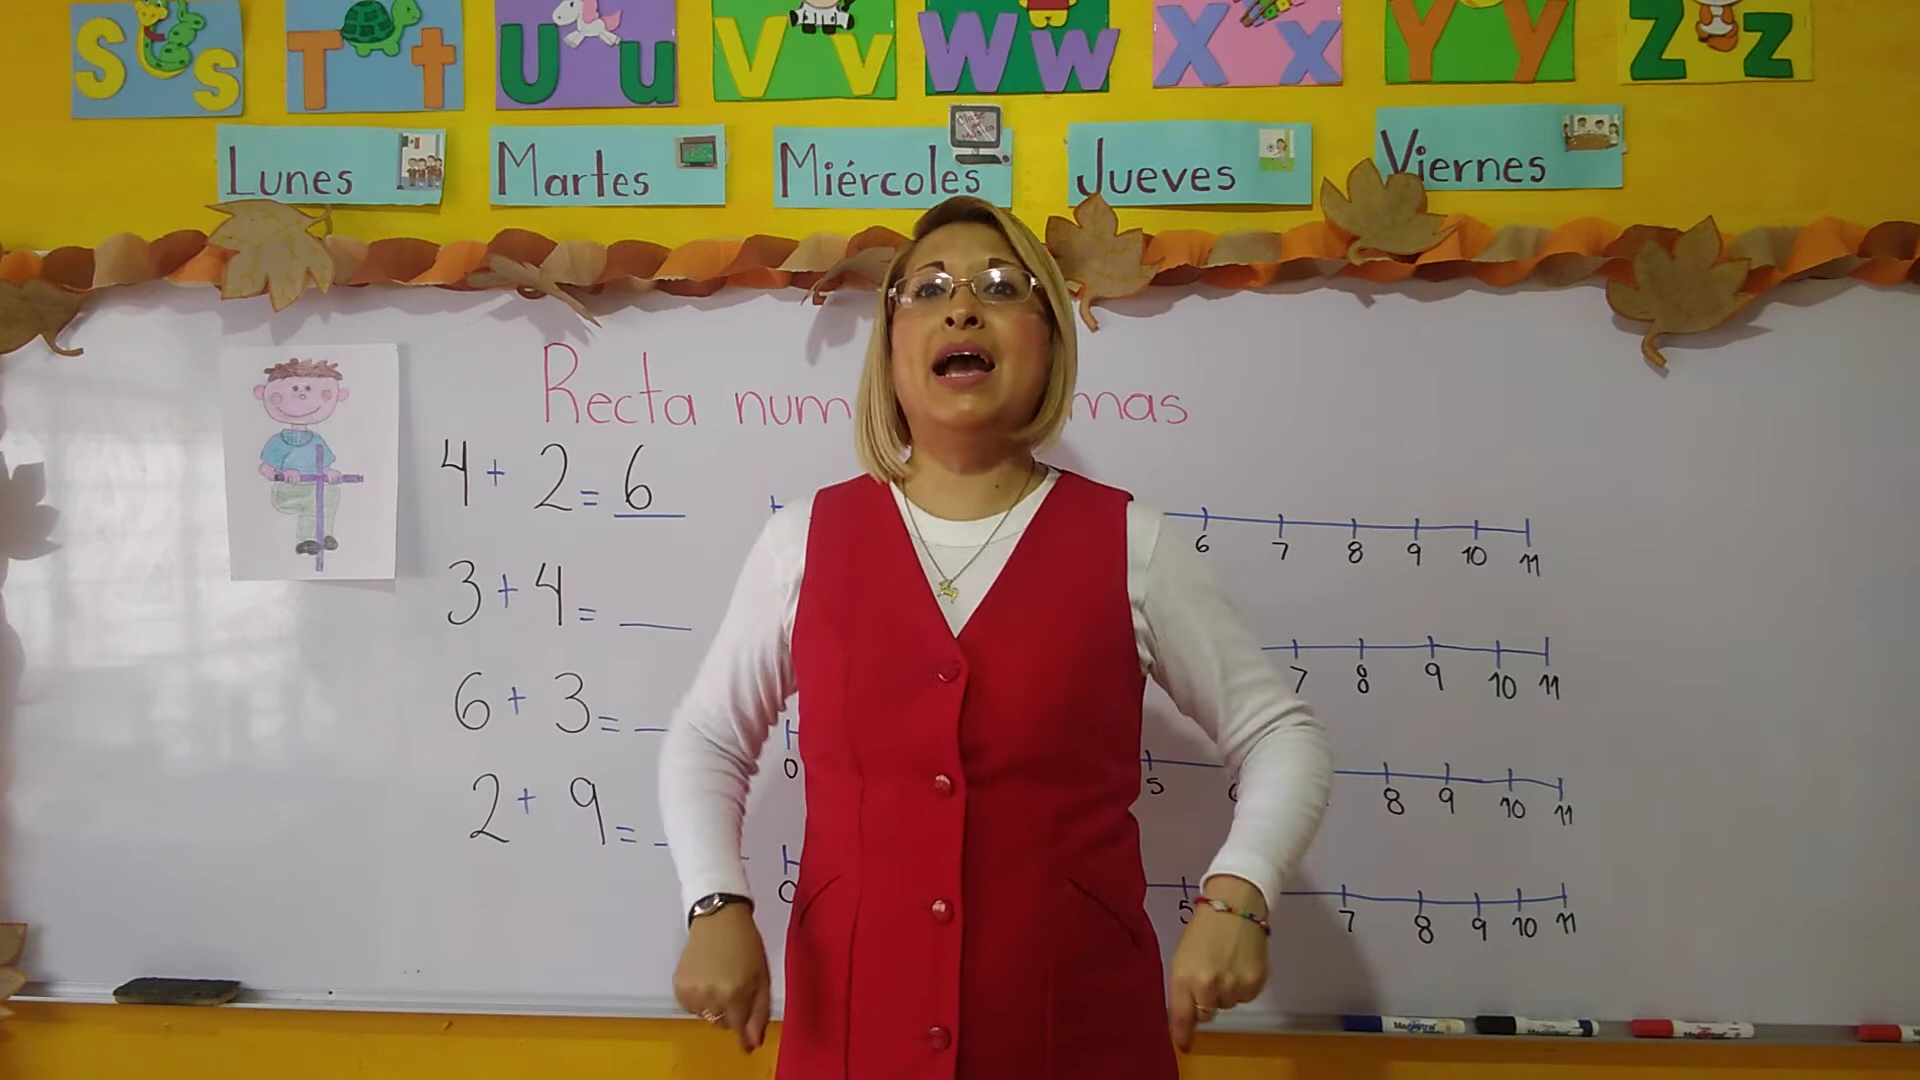 S s T t U u V v W w X x Y y Z z
Lunes Martes Miércoles Jueves Viernes
Recta mas
4 + 2 = 6
6 7 8 9 10 11
3 + 4 =
7 8 9 10 11
6 + 3 =
0 5 8 9 10 11
2 + 9 =
0 5 7 8 9 10 11
Magistral Magistral